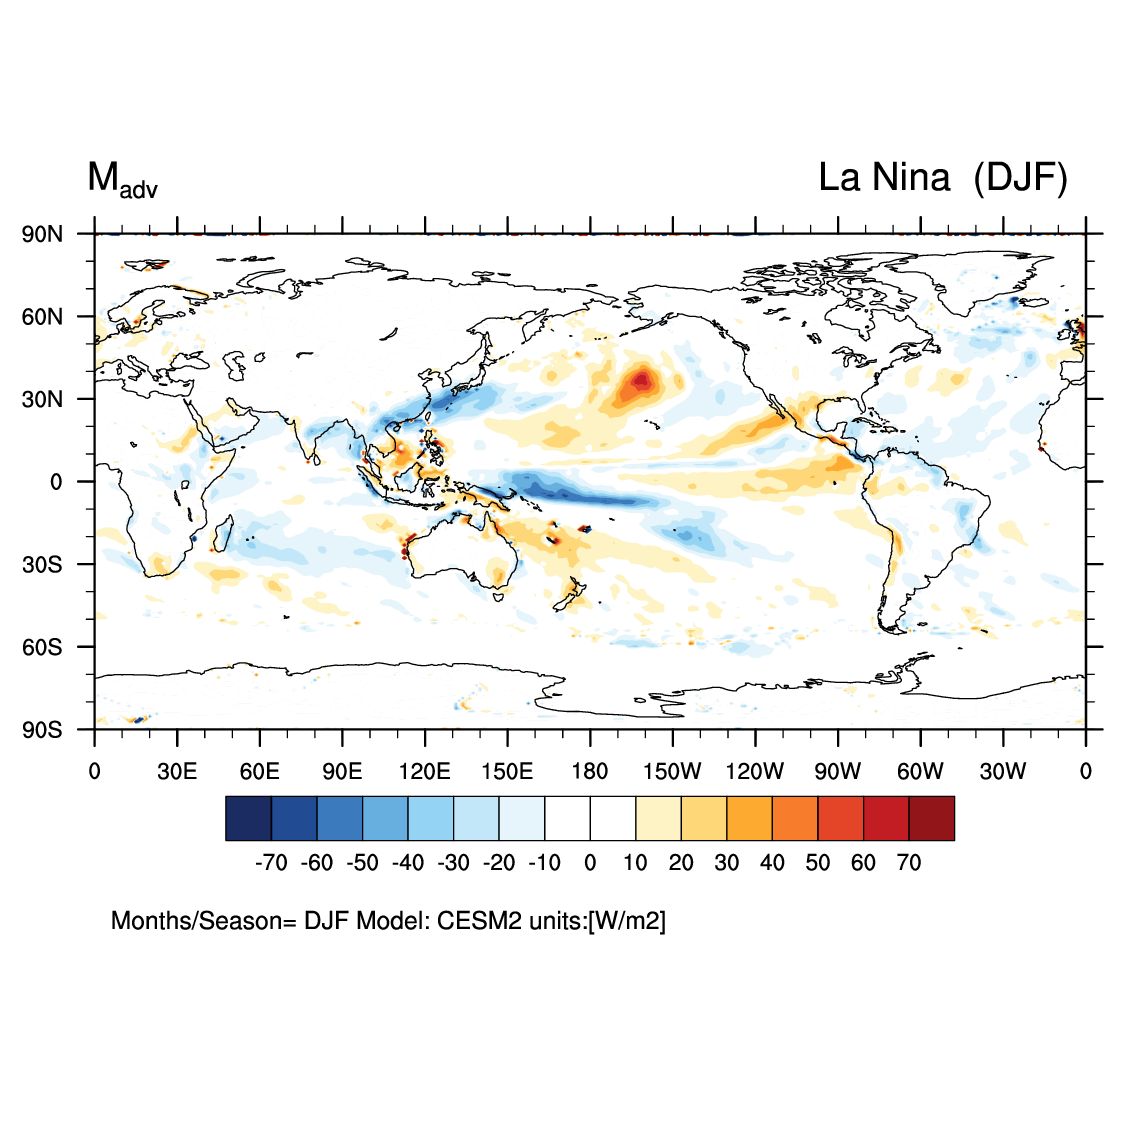 Madv La Nina (DJF)
90N
60N
30N
0
30S
60S
90S
0 30E 60E 90E 120E 150E 180 150W 120W 90W 60W 30W 0
-70 -60 -50 -40 -30 -20 -10 0 10 20 30 40 50 60 70
Months/Season= DJF Model: CESM2 units:[W/m2]